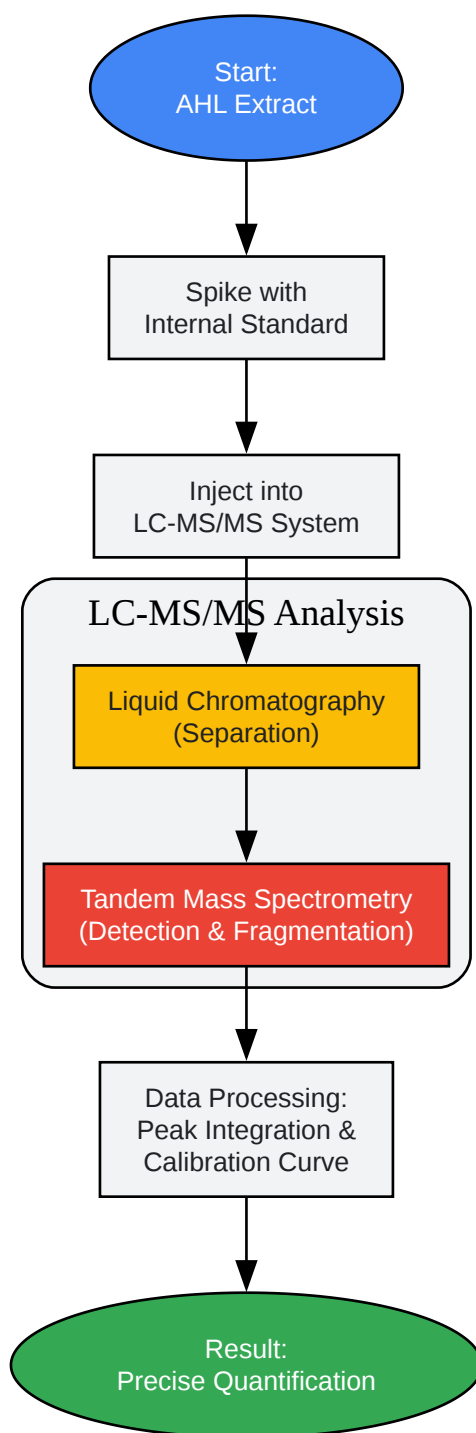 Start:
AHL Extract
Spike with
Internal Standard
Inject into
LC-MS/MS System
LC-MS/MS Analysis
Liquid Chromatography
(Separation)
Tandem Mass Spectrometry
(Detection & Fragmentation)
Data Processing:
Peak Integration &
Calibration Curve
Result:
Precise Quantification